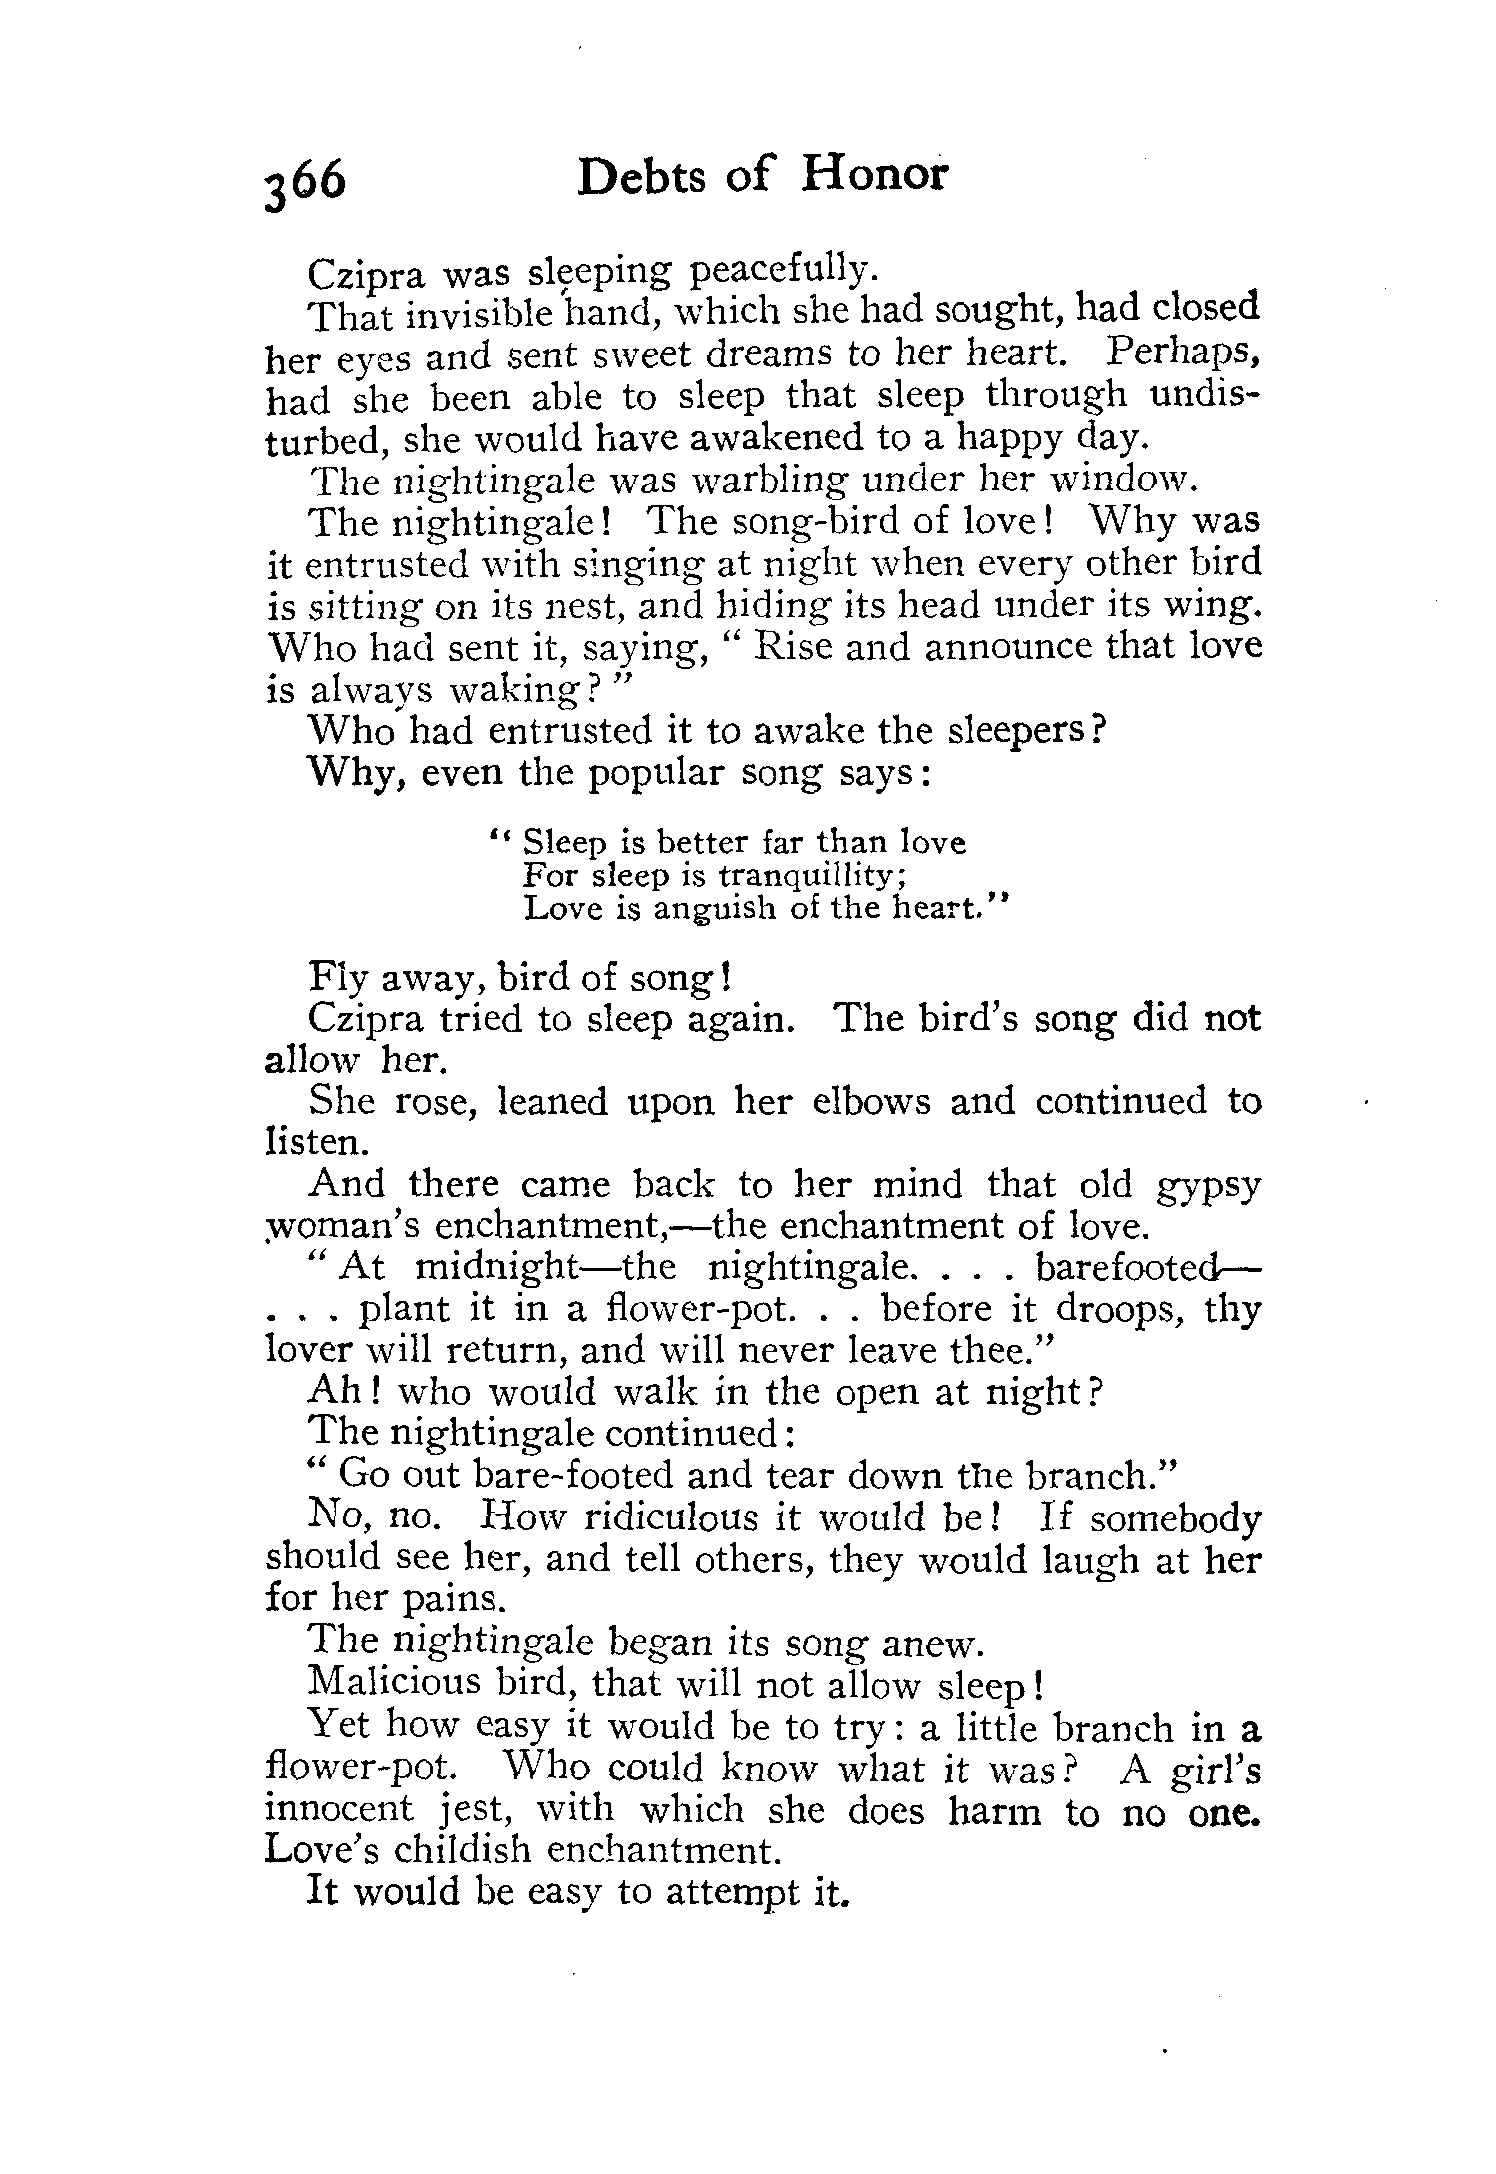 366 Debts of Honor
Czipra was sleeping peacefully.
That invisible hand, which she had sought, had closed
her eyes and sent sweet dreams to her heart. Perhaps,
had she been able to sleep that sleep through undis-
turbed, she would have awakened to a happy day.
The nightingale was warbling under her window.
The nightingale! The song-bird of love! Why was
it entrusted with singing at night when every other bird
is sitting on its nest, and hiding its head under its wing.
Who had sent it, saying, " Rise and announce that love
is always waking? "
Who had entrusted it to awake the sleepers?
Why, even the popular song says:
" Sleep is better far than love
For sleep is tranquillity;
Love is anguish of the heart."
Fly away, bird of song!
Czipra tried to sleep again. The bird's song did not
allow her.
She rose, leaned upon her elbows and continued to
listen.
And there came back to her mind that old gypsy
woman's enchantment,—the enchantment of love.
" At midnight—the nightingale. . . . barefooted—
. . . plant it in a flower-pot. . . before it droops, thy
lover will return, and will never leave thee."
Ah! who would walk in the open at night?
The nightingale continued:
" Go out bare-footed and tear down the branch."
No, no. How ridiculous it would be! If somebody
should see her, and tell others, they would laugh at her
for her pains.
The nightingale began its song anew.
Malicious bird, that will not allow sleep!
Yet how easy it would be to try: a little branch in a
flower-pot. Who could know what it was? A girl's
innocent jest, with which she does harm to no one.
Love's childish enchantment.
It would be easy to attempt it.